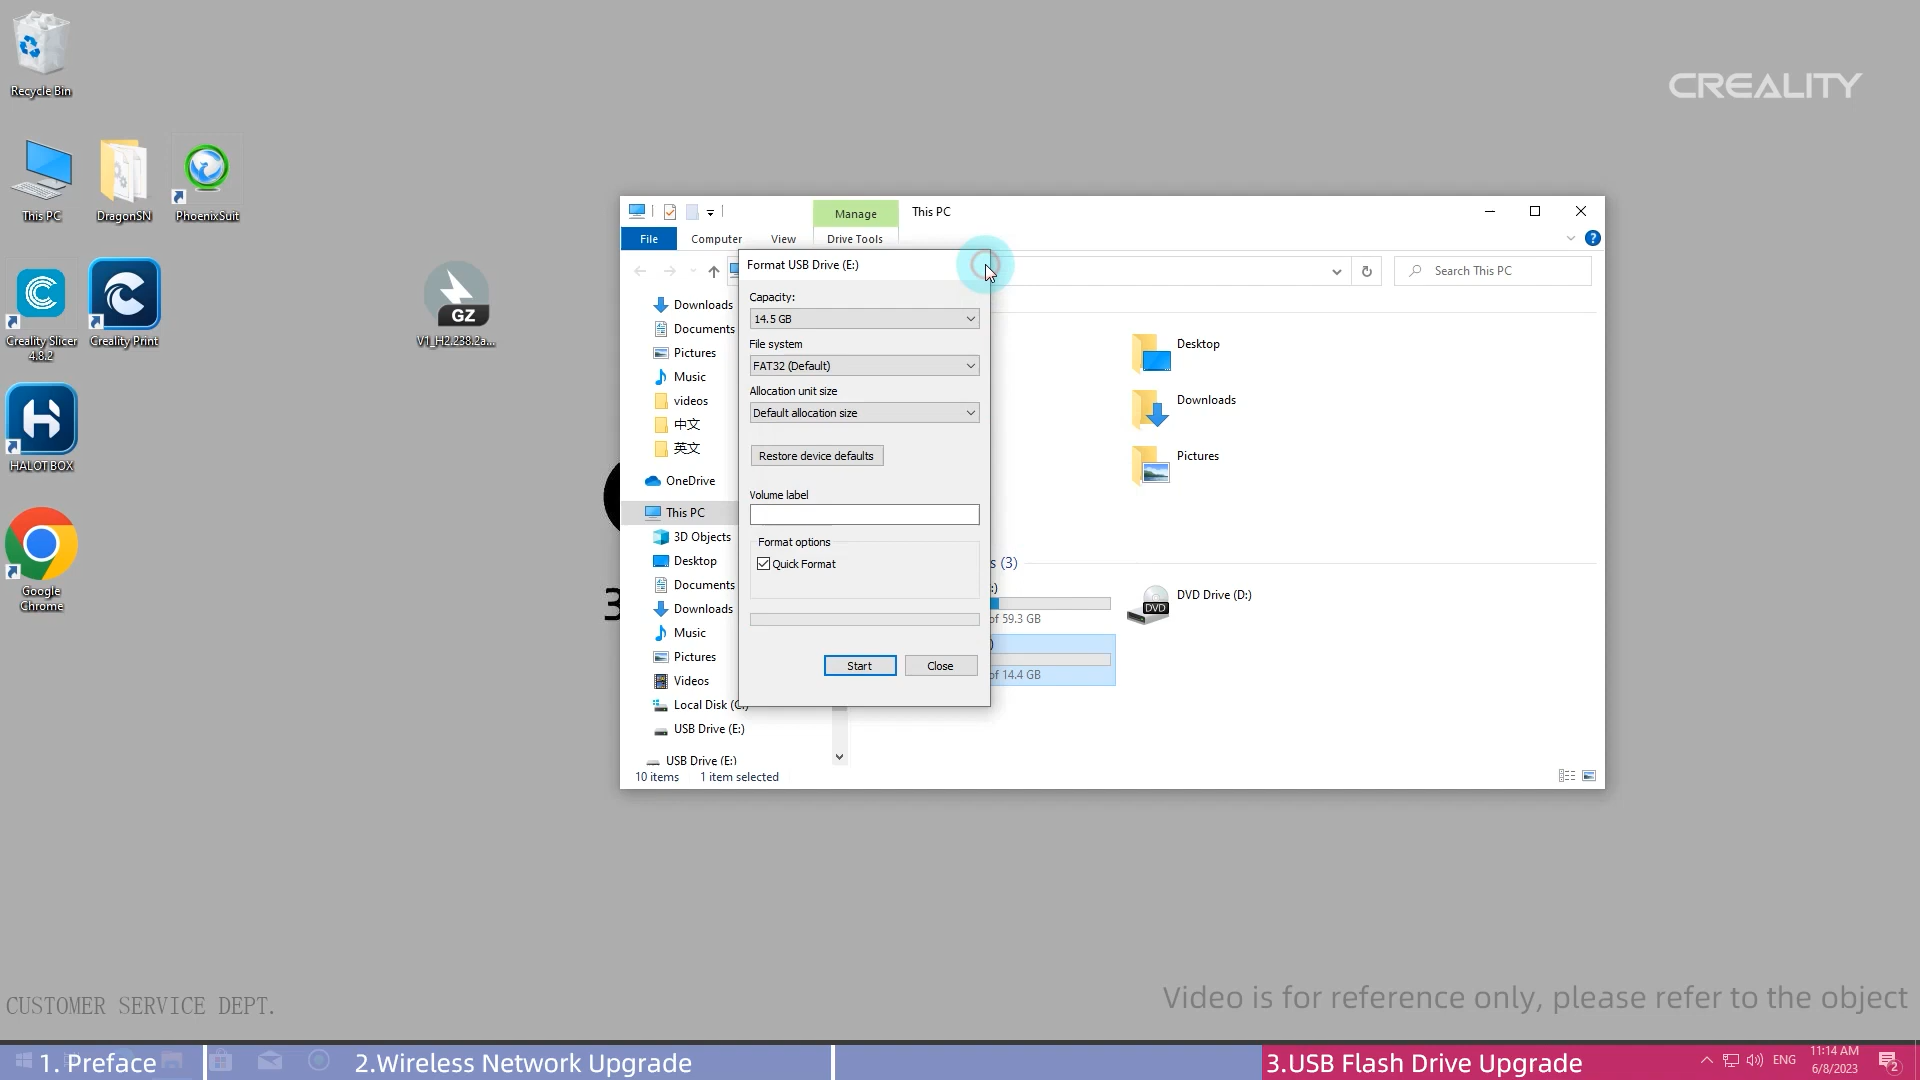 Recycle Bin
CREALITY
This PC
DragonSN
PhoenixSuit
Creality Slicer
4.8.2
Creality Print
GZ
V1_H2.238.2a...
HALOT BOX
Google
Chrome
Manage
This PC
File
Computer
View
Drive Tools
Search This PC
Format USB Drive (E:)
Capacity:
14.5 GB
File system
FAT32 (Default)
Allocation unit size
Default allocation size
Restore device defaults
Volume label
Format options
Quick Format
Start
Close
Downloads
Documents
Pictures
Music
videos
中文
英文
OneDrive
This PC
3D Objects
Desktop
Documents
Downloads
Music
Pictures
Videos
Local Disk (C:)
USB Drive (E:)
USB Drive (E:)
Desktop
Downloads
Pictures
s (3)
:)
of 59.3 GB
DVD
DVD Drive (D:)
)
of 14.4 GB
10 items
1 item selected
3
CUSTOMER SERVICE DEPT.
Video is for reference only, please refer to the object
1. Preface
2.Wireless Network Upgrade
3.USB Flash Drive Upgrade
ENG
11:14 AM
6/8/2023
2